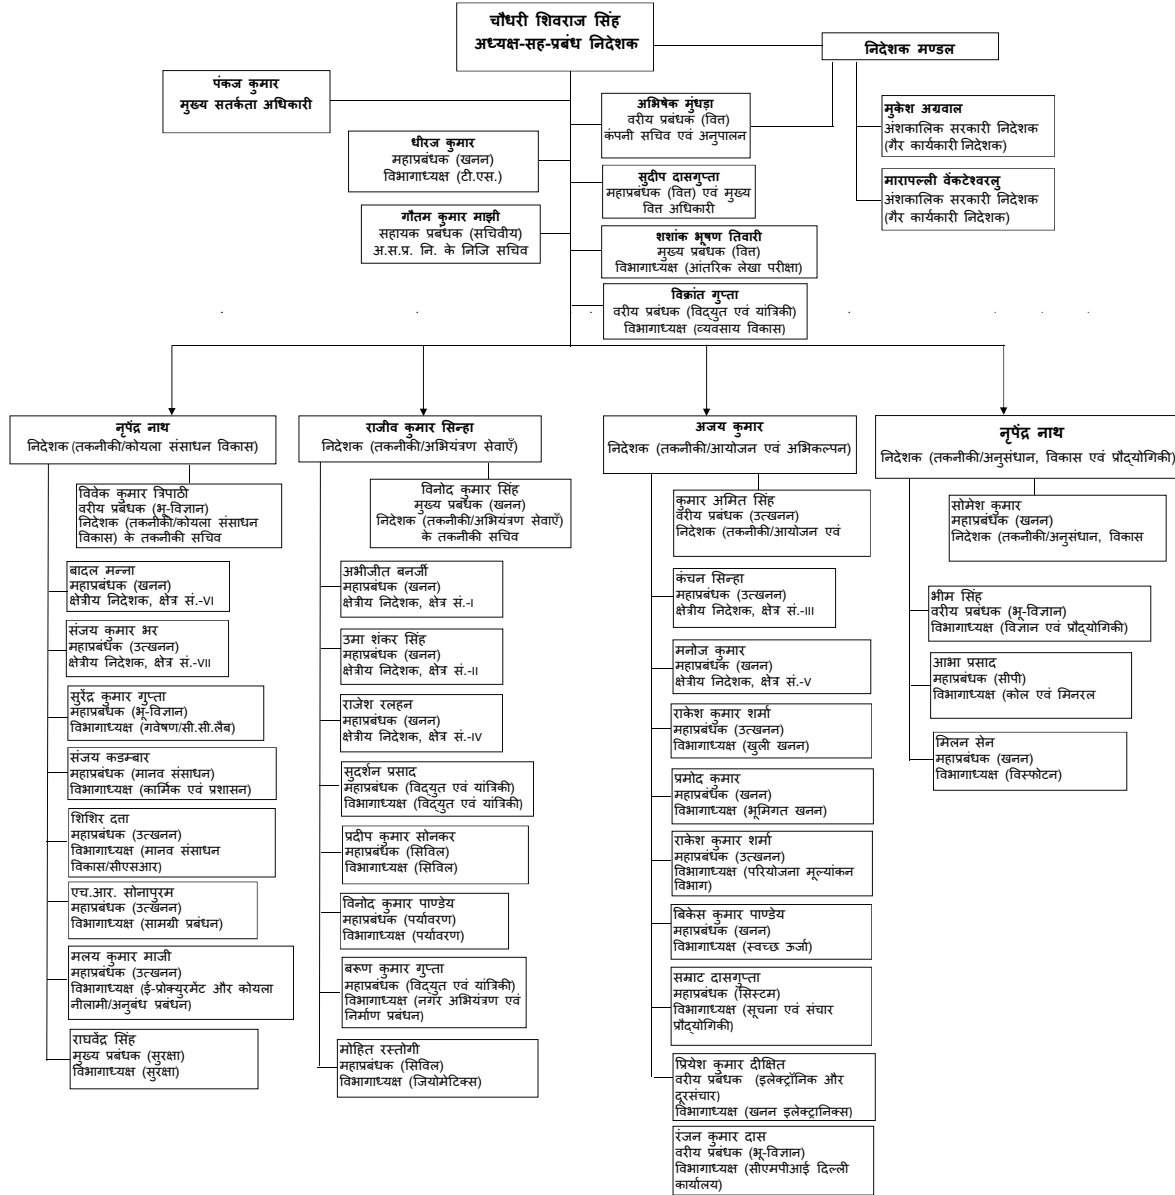 चौधरी शिवराज सिंह
अध्यक्ष-सह-प्रबंध निदेशक
निदेशक मण्डल
पंकज कुमार
मुख्य सतर्कता अधिकारी
अभिषेक मुंधड़ा
वरीय प्रबंधक (वित्त)
कंपनी सचिव एवं अनुपालन
मुकेश अग्रवाल
अंशकालिक सरकारी निदेशक
(गैर कार्यकारी निदेशक)
धीरज कुमार
महाप्रबंधक (खनन)
विभागाध्यक्ष (टी.एस.)
सुदीप दासगुप्ता
महाप्रबंधक (वित्त) एवं मुख्य
वित्त अधिकारी
मारापल्ली वेंकटेश्वरलु
अंशकालिक सरकारी निदेशक
(गैर कार्यकारी निदेशक)
गौतम कुमार माझी
सहायक प्रबंधक (सचिवीय)
अ.स.प्र. नि. के निजि सचिव
शशांक भूषण तिवारी
मुख्य प्रबंधक (वित्त)
विभागाध्यक्ष (आंतरिक लेखा परीक्षा)
विक्रांत गुप्ता
वरीय प्रबंधक (विद्युत एवं यांत्रिकी)
विभागाध्यक्ष (व्यवसाय विकास)
नृपेंद्र नाथ
निदेशक (तकनीकी/कोयला संसाधन विकास)
विवेक कुमार त्रिपाठी
वरीय प्रबंधक (भू-विज्ञान)
निदेशक (तकनीकी/कोयला संसाधन
विकास) के तकनीकी सचिव
बादल मन्ना
महाप्रबंधक (खनन)
क्षेत्रीय निदेशक, क्षेत्र सं.-VI
संजय कुमार भर
महाप्रबंधक (उत्खनन)
क्षेत्रीय निदेशक, क्षेत्र सं.-VII
सुरेंद्र कुमार गुप्ता
महाप्रबंधक (भू-विज्ञान)
विभागाध्यक्ष (गवेषण/सी.सी.लैब)
संजय कडम्बार
महाप्रबंधक (मानव संसाधन)
विभागाध्यक्ष (कार्मिक एवं प्रशासन)
शिशिर दत्ता
महाप्रबंधक (उत्खनन)
विभागाध्यक्ष (मानव संसाधन
विकास/सीएसआर)
एच.आर. सोनापुरम
महाप्रबंधक (उत्खनन)
विभागाध्यक्ष (सामग्री प्रबंधन)
मलय कुमार माजी
महाप्रबंधक (उत्खनन)
विभागाध्यक्ष (ई-प्रोक्युरमेंट और कोयला
नीलामी/अनुबंध प्रबंधन)
राघवेंद्र सिंह
मुख्य प्रबंधक (सुरक्षा)
विभागाध्यक्ष (सुरक्षा)
राजीव कुमार सिन्हा
निदेशक (तकनीकी/अभियंत्रण सेवाएँ)
विनोद कुमार सिंह
मुख्य प्रबंधक (खनन)
निदेशक (तकनीकी/अभियंत्रण सेवाएँ)
के तकनीकी सचिव
अभीजीत बनर्जी
महाप्रबंधक (खनन)
क्षेत्रीय निदेशक, क्षेत्र सं.-I
उमा शंकर सिंह
महाप्रबंधक (खनन)
क्षेत्रीय निदेशक, क्षेत्र सं.-II
राजेश रलहन
महाप्रबंधक (खनन)
क्षेत्रीय निदेशक, क्षेत्र सं.-IV
सुदर्शन प्रसाद
महाप्रबंधक (विद्युत एवं यांत्रिकी)
विभागाध्यक्ष (विद्युत एवं यांत्रिकी)
प्रदीप कुमार सोनकर
महाप्रबंधक (सिविल)
विभागाध्यक्ष (सिविल)
विनोद कुमार पाण्डेय
महाप्रबंधक (पर्यावरण)
विभागाध्यक्ष (पर्यावरण)
बरूण कुमार गुप्ता
महाप्रबंधक (विद्युत एवं यांत्रिकी)
विभागाध्यक्ष (नगर अभियंत्रण एवं
निर्माण प्रबंधन)
मोहित रस्तोगी
महाप्रबंधक (सिविल)
विभागाध्यक्ष (जियोमेटिक्स)
अजय कुमार
निदेशक (तकनीकी/आयोजन एवं अभिकल्पन)
कुमार अमित सिंह
वरीय प्रबंधक (उत्खनन)
निदेशक (तकनीकी/आयोजन एवं
कंचन सिन्हा
महाप्रबंधक (उत्खनन)
क्षेत्रीय निदेशक, क्षेत्र सं.-III
मनोज कुमार
महाप्रबंधक (खनन)
क्षेत्रीय निदेशक, क्षेत्र सं.-V
राकेश कुमार शर्मा
महाप्रबंधक (उत्खनन)
विभागाध्यक्ष (खुली खनन)
प्रमोद कुमार
महाप्रबंधक (खनन)
विभागाध्यक्ष (भूमिगत खनन)
राकेश कुमार शर्मा
महाप्रबंधक (उत्खनन)
विभागाध्यक्ष (परियोजना मूल्यांकन
विभाग)
बिकेस कुमार पाण्डेय
महाप्रबंधक (खनन)
विभागाध्यक्ष (स्वच्छ ऊर्जा)
सम्राट दासगुप्ता
महाप्रबंधक (सिस्टम)
विभागाध्यक्ष (सूचना एवं संचार
प्रौद्योगिकी)
प्रियेश कुमार दीक्षित
वरीय प्रबंधक (इलेक्ट्रॉनिक और
दूरसंचार)
विभागाध्यक्ष (खनन इलेक्ट्रानिक्स)
रंजन कुमार दास
वरीय प्रबंधक (भू-विज्ञान)
विभागाध्यक्ष (सीएमपीआई दिल्ली
कार्यालय)
नृपेंद्र नाथ
निदेशक (तकनीकी/अनुसंधान, विकास एवं प्रौद्योगिकी)
सोमेश कुमार
महाप्रबंधक (खनन)
निदेशक (तकनीकी/अनुसंधान, विकास
भीम सिंह
वरीय प्रबंधक (भू-विज्ञान)
विभागाध्यक्ष (विज्ञान एवं प्रौद्योगिकी)
आभा प्रसाद
महाप्रबंधक (सीपी)
विभागाध्यक्ष (कोल एवं मिनरल
मिलन सेन
महाप्रबंधक (खनन)
विभागाध्यक्ष (विस्फोटन)